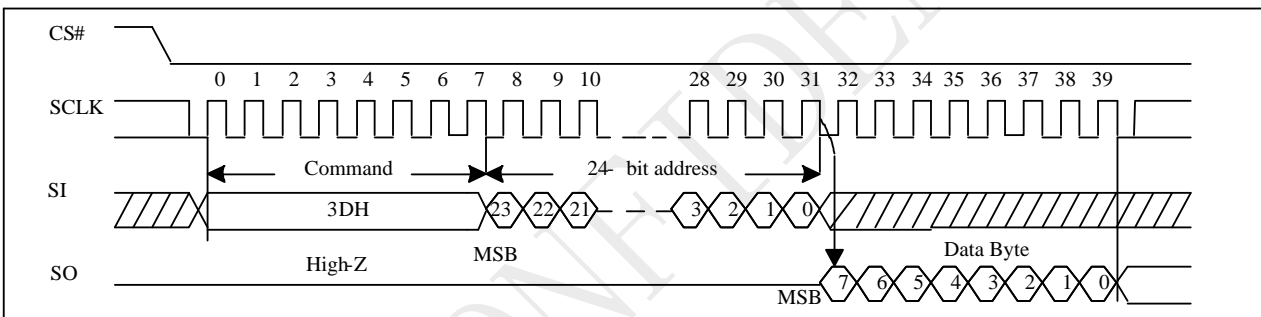 CS#
0 1 2 3 4 5 6 7 8 9 10 28 29 30 31 32 33 34 35 36 37 38 39
SCLK
Command 24- bit address
SI
3DH 23 22 21 3 2 1 0
MSB Data Byte
High-Z
SO
MSB 7 6 5 4 3 2 1 0